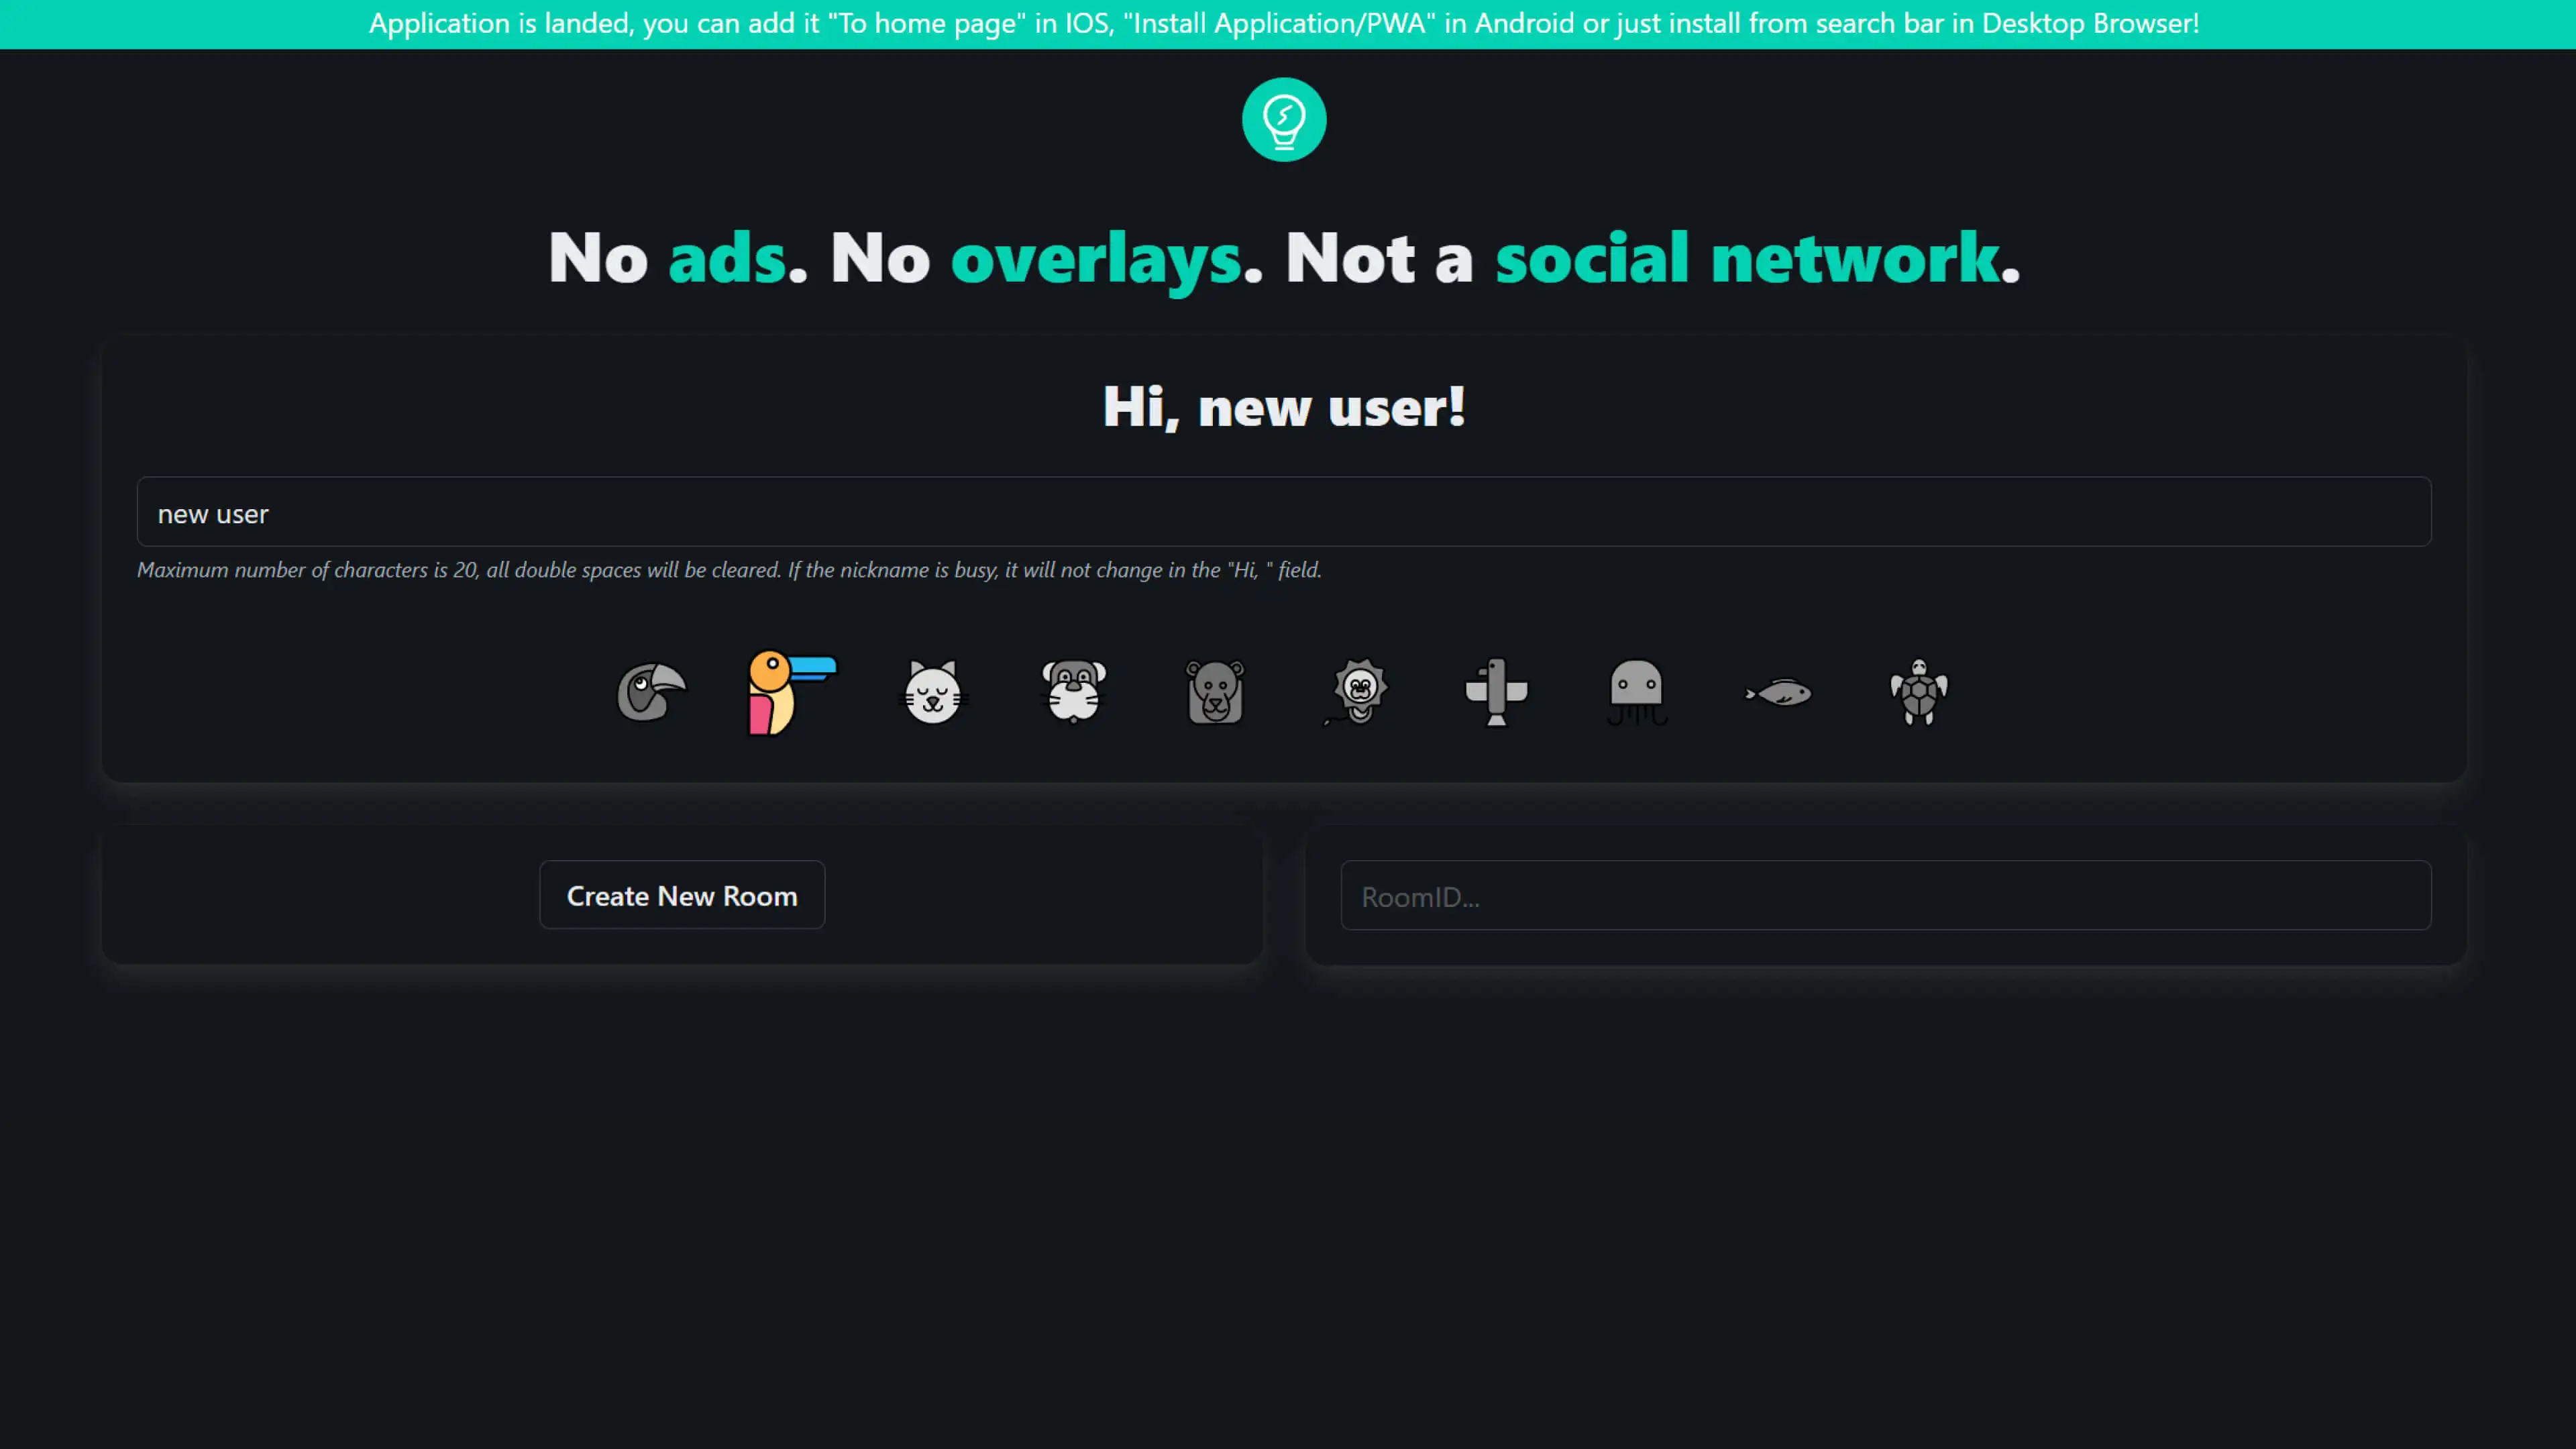 Application is landed, you can add it "To home page" in IOS, "Install Application/PWA" in Android or just install from search bar in Desktop Browser!
No ads. No overlays. Not a social network.
Hi, new user!
new user
Maximum number of characters is 20, all double spaces will be cleared. If the nickname is busy, it will not change in the "Hi, " field.
Create New Room
RoomID...